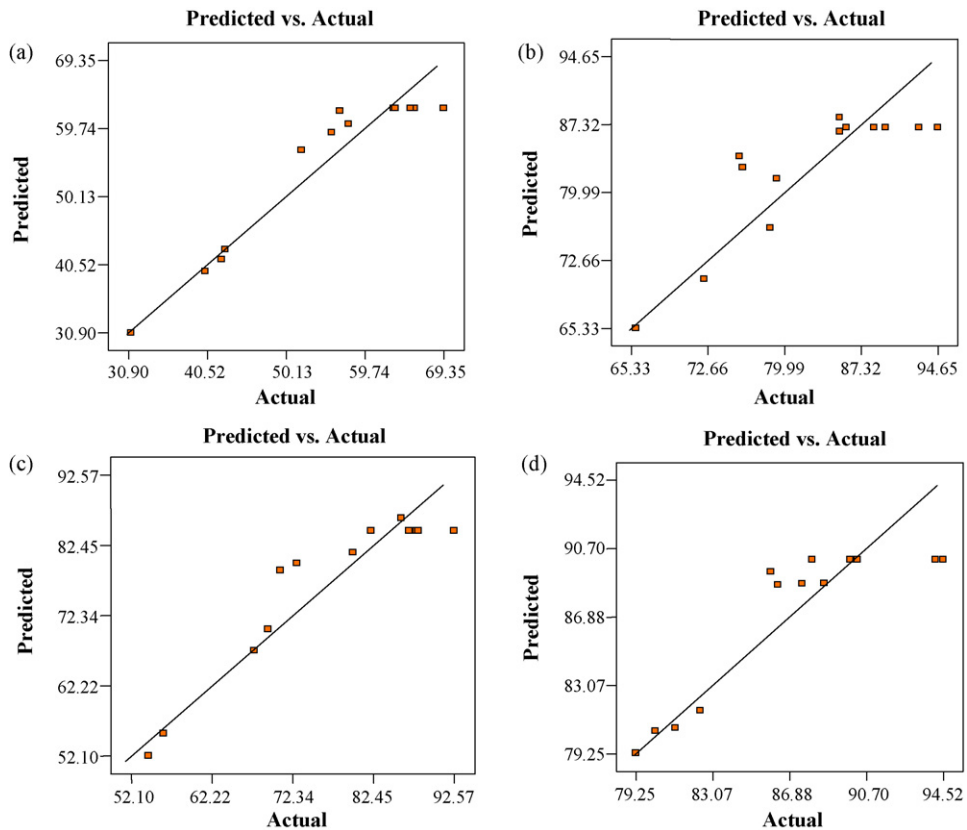 Predicted vs. Actual
(a)
69.35
59.74
50.13
40.52
30.90
Predicted
30.90 40.52 50.13 59.74 69.35
Actual
Predicted vs. Actual
(b)
94.65
87.32
79.99
72.66
65.33
Predicted
65.33 72.66 79.99 87.32 94.65
Actual
Predicted vs. Actual
(c)
92.57
82.45
72.34
62.22
52.10
Predicted
52.10 62.22 72.34 82.45 92.57
Actual
Predicted vs. Actual
(d)
94.52
90.70
86.88
83.07
79.25
Predicted
79.25 83.07 86.88 90.70 94.52
Actual